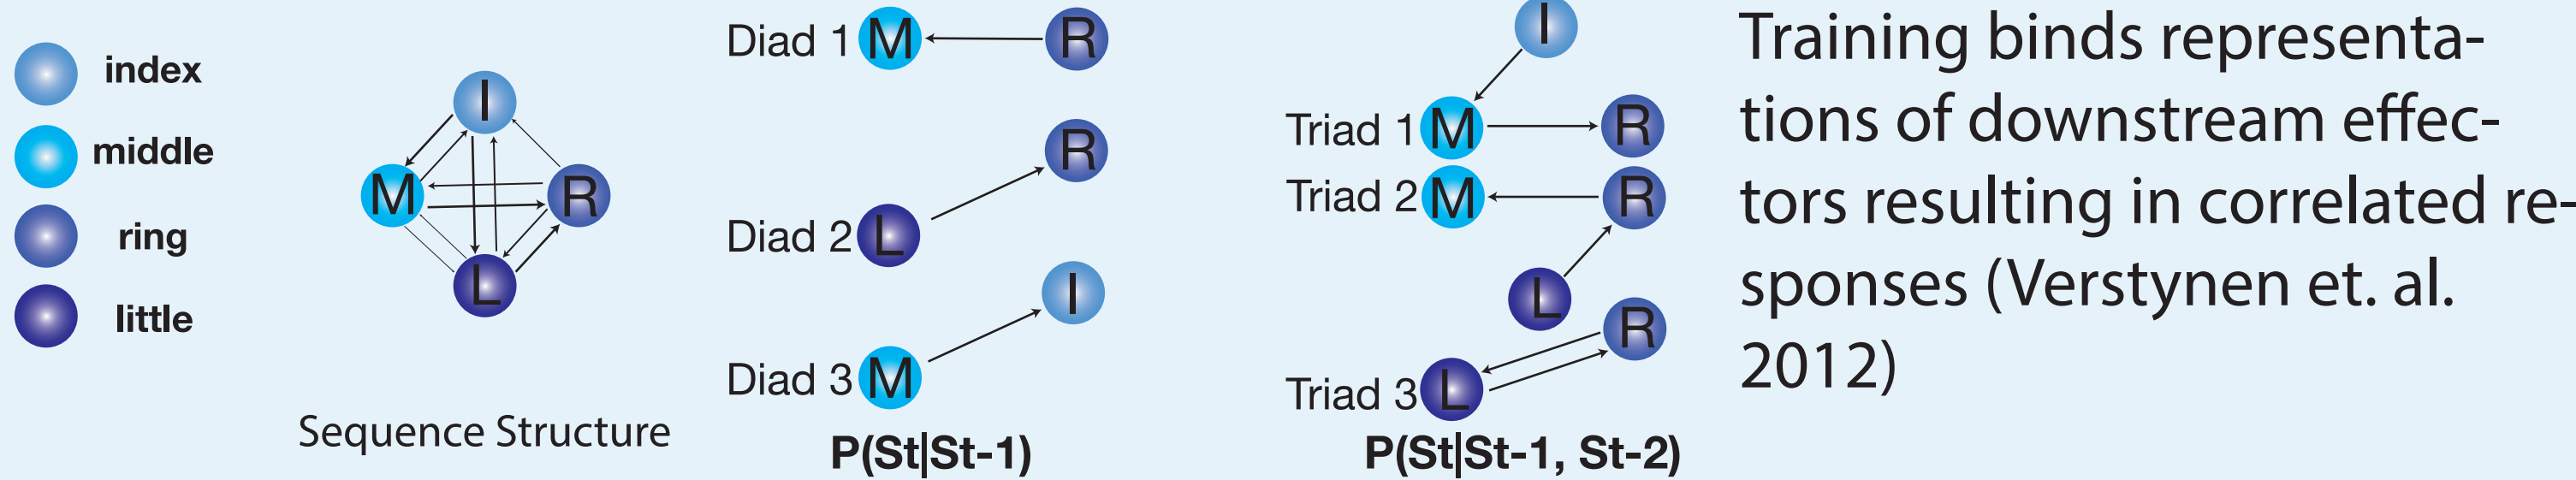 index
middle
ring
little
I
M
R
L
Sequence Structure
Diad 1 M R
R
Diad 2 L
I
Diad 3 M
P(St|St-1)
I
Triad 1 M R
Triad 2 M R
L
R
Triad 3 L
P(St|St-1, St-2)
Training binds representa-
tions of downstream effec-
tors resulting in correlated re-
sponses (Verstynen et. al.
2012)